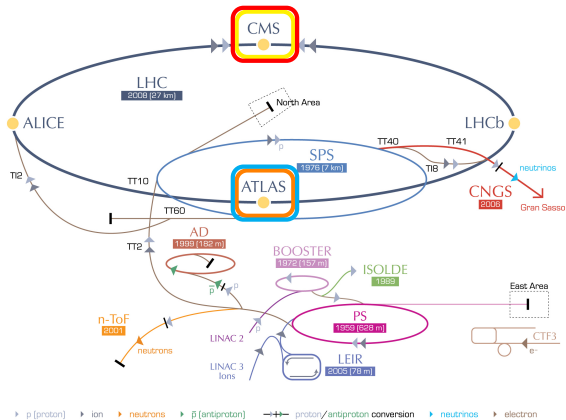 CMS
LHC
2008 (27 km)
North Area
ALICE
LHCb
TT40
TT41
SPS
1976 (7 km)
TI2
TT10
TI8
neutrinos
ATLAS
CNGS
2006
Gran Sasso
TT60
AD
1999 (182 m)
TT2
BOOSTER
1972 (157 m)
ISOLDE
1989
p
p
p̅
p
East Area
n-ToF
2001
PS
1959 (628 m)
LINAC 2
CTF3
e-
neutrons
LINAC 3
Ions
LEIR
2005 (78 m)
p (proton)
ion
neutrons
p̅ (antiproton)
proton/antiproton conversion
neutrinos
electron